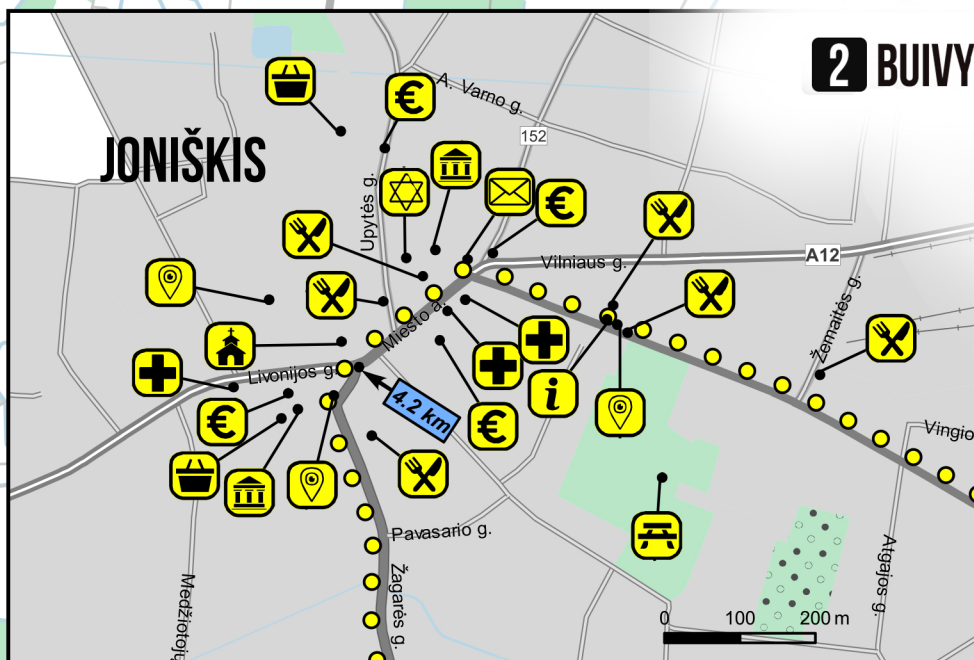 2 BUIVY
JONIŠKIS
A. Varno g.
152
Upytės g.
€
€
Vilniaus g.
A12
Miesto a.
Žemaitės g.
Livonijos g.
4.2 km
i
€
€
Vingio
Pavasario g.
Žagarės g.
Medžiotojų
Atgajos g.
0 100 200 m